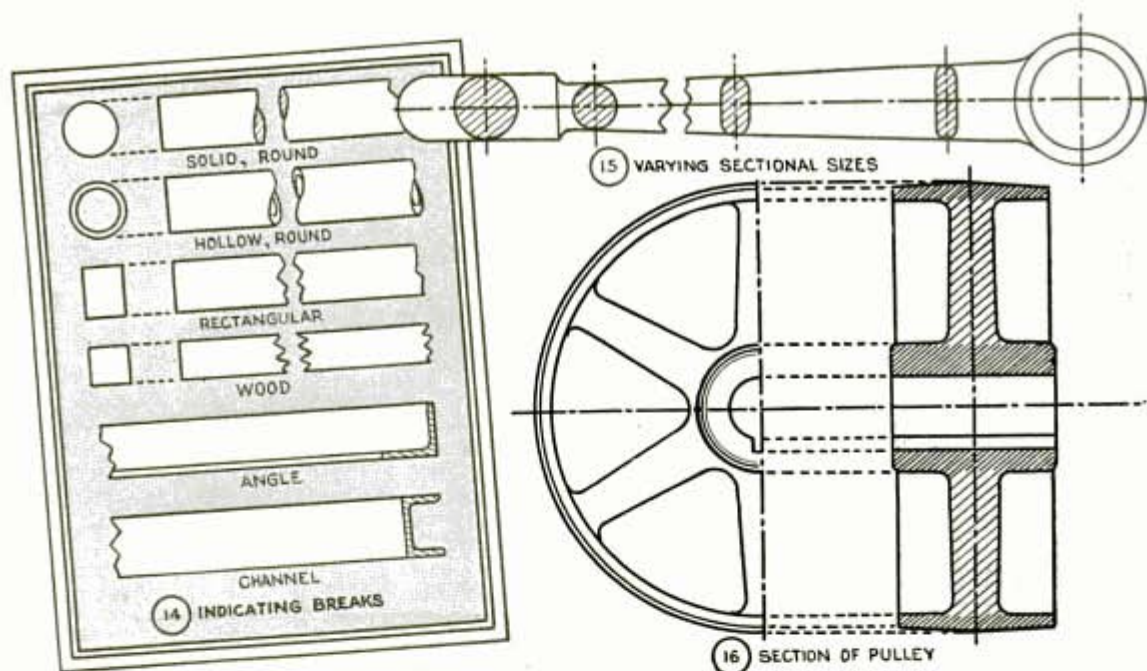 SOLID, ROUND
HOLLOW, ROUND
RECTANGULAR
WOOD
ANGLE
CHANNEL
14 INDICATING BREAKS
15 VARYING SECTIONAL SIZES
16 SECTION OF PULLEY